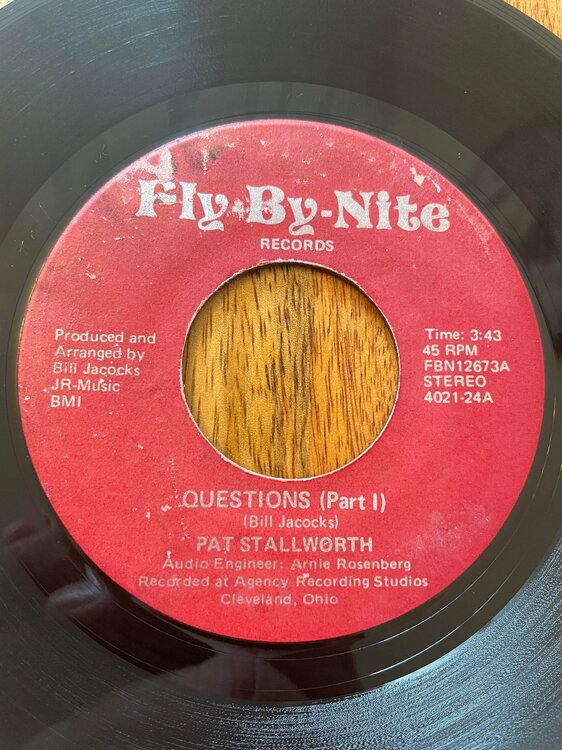 Fly-By-Nite
RECORDS
Produced and
Arranged by
Bill Jacocks
JR-Music
BMI
Time: 3:43
45 RPM
FBN12673A
STEREO
4021-24A
QUESTIONS (Part I)
(Bill Jacocks)
PAT STALLWORTH
Audio Engineer: Arnie Rosenberg
Recorded at Agency Recording Studios
Cleveland, Ohio